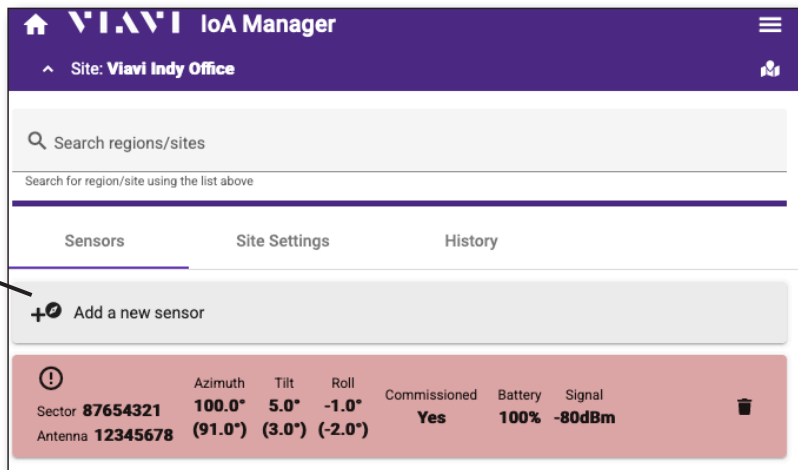 VIAVI IoA Manager
Site: Viavi Indy Office
Search regions/sites
Search for region/site using the list above
Sensors Site Settings History
Add a new sensor
Azimuth Tilt Roll Commissioned Battery Signal
Sector 87654321 100.0° 5.0° -1.0° Yes 100% -80dBm
Antenna 12345678 (91.0°) (3.0°) (-2.0°)